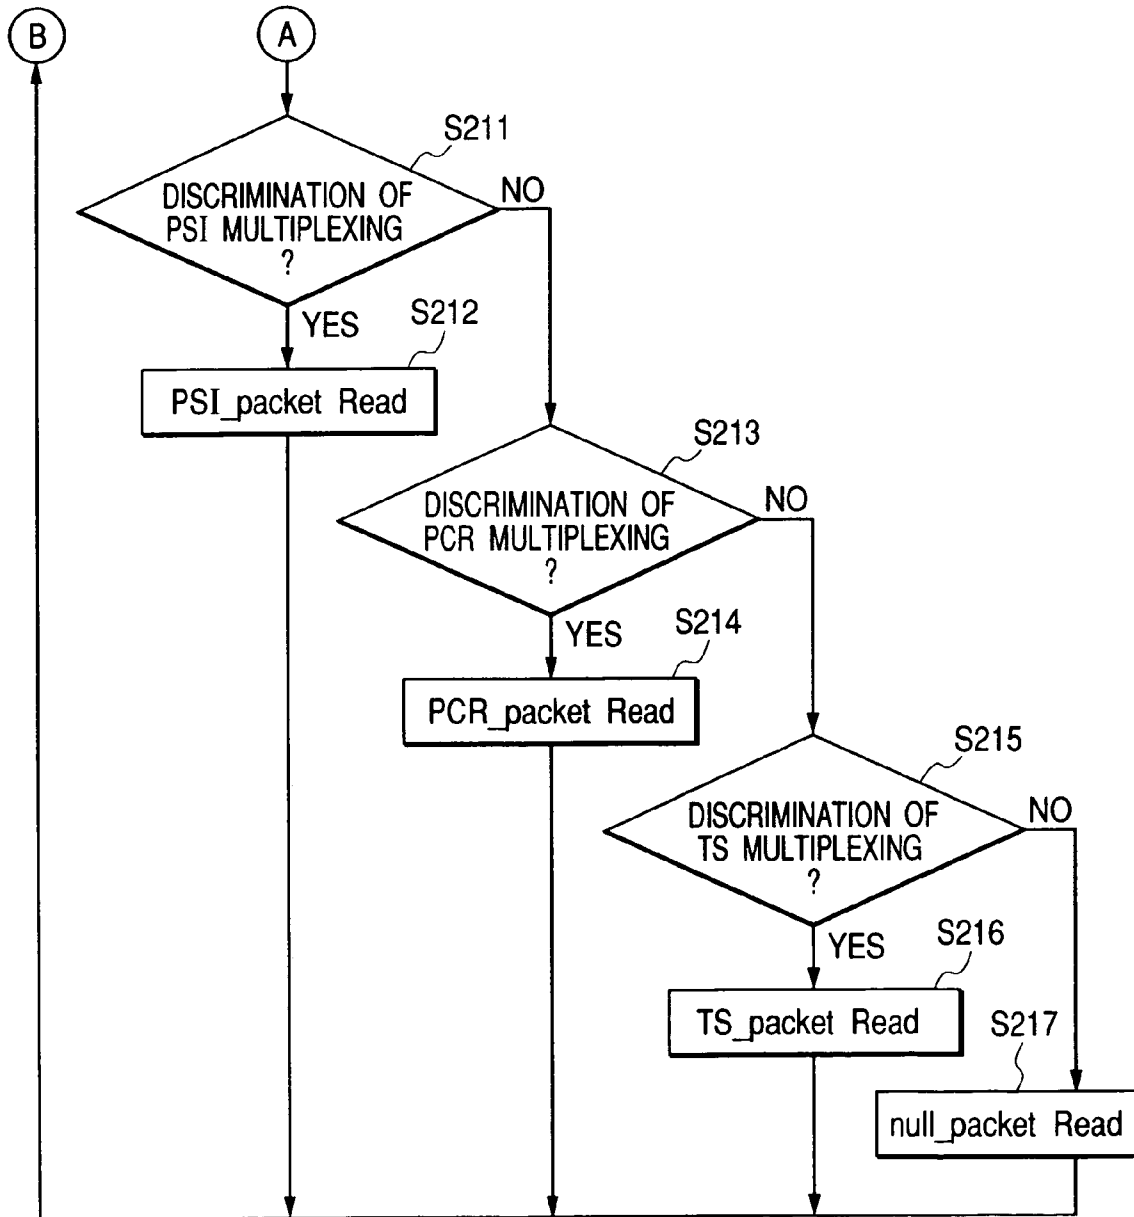 B
A
S211
DISCRIMINATION OF
PSI MULTIPLEXING
?
NO
YES
S212
PSI_packet Read
S213
DISCRIMINATION OF
PCR MULTIPLEXING
?
NO
YES
S214
PCR_packet Read
S215
DISCRIMINATION OF
TS MULTIPLEXING
?
NO
YES
S216
TS_packet Read
S217
null_packet Read